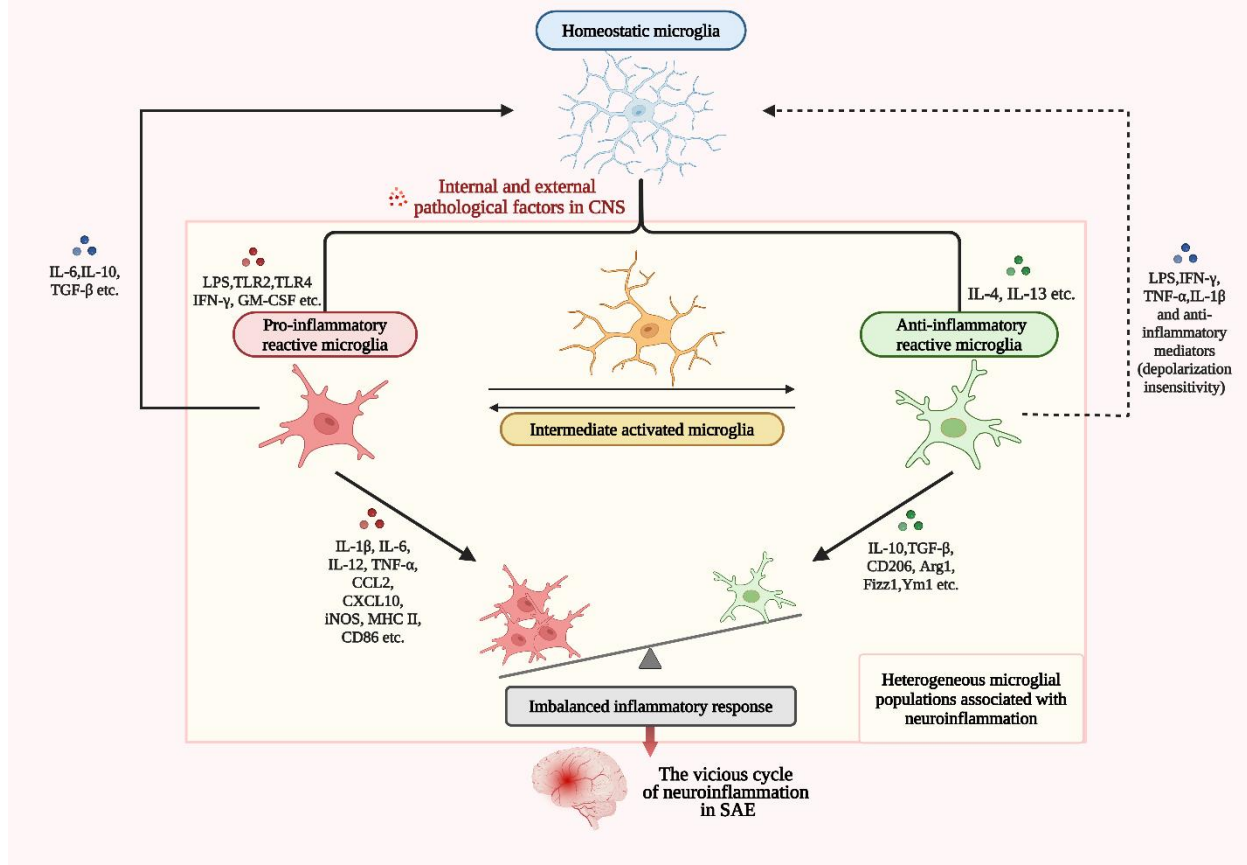 Homeostatic microglia
Internal and external
pathological factors in CNS
IL-6,IL-10,
TGF-β etc.
LPS,TLR2,TLR4
IFN-γ, GM-CSF etc.
Pro-inflammatory
reactive microglia
IL-4, IL-13 etc.
Anti-inflammatory
reactive microglia
LPS,IFN-γ,
TNF-α,IL-1β
and anti-
inflammatory
mediators
(depolarization
insensitivity)
Intermediate activated microglia
IL-1β, IL-6,
IL-12, TNF-α,
CCL2,
CXCL10,
iNOS, MHC II,
CD86 etc.
IL-10,TGF-β,
CD206, Arg1,
Fizz1,Ym1 etc.
Imbalanced inflammatory response
Heterogeneous microglial
populations associated with
neuroinflammation
The vicious cycle
of neuroinflammation
in SAE